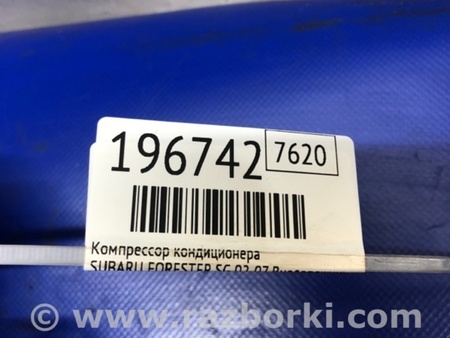 196742 7620
Компрессор кондиционера
SUBARU FORESTER SG 02-07
© www.razborki.com